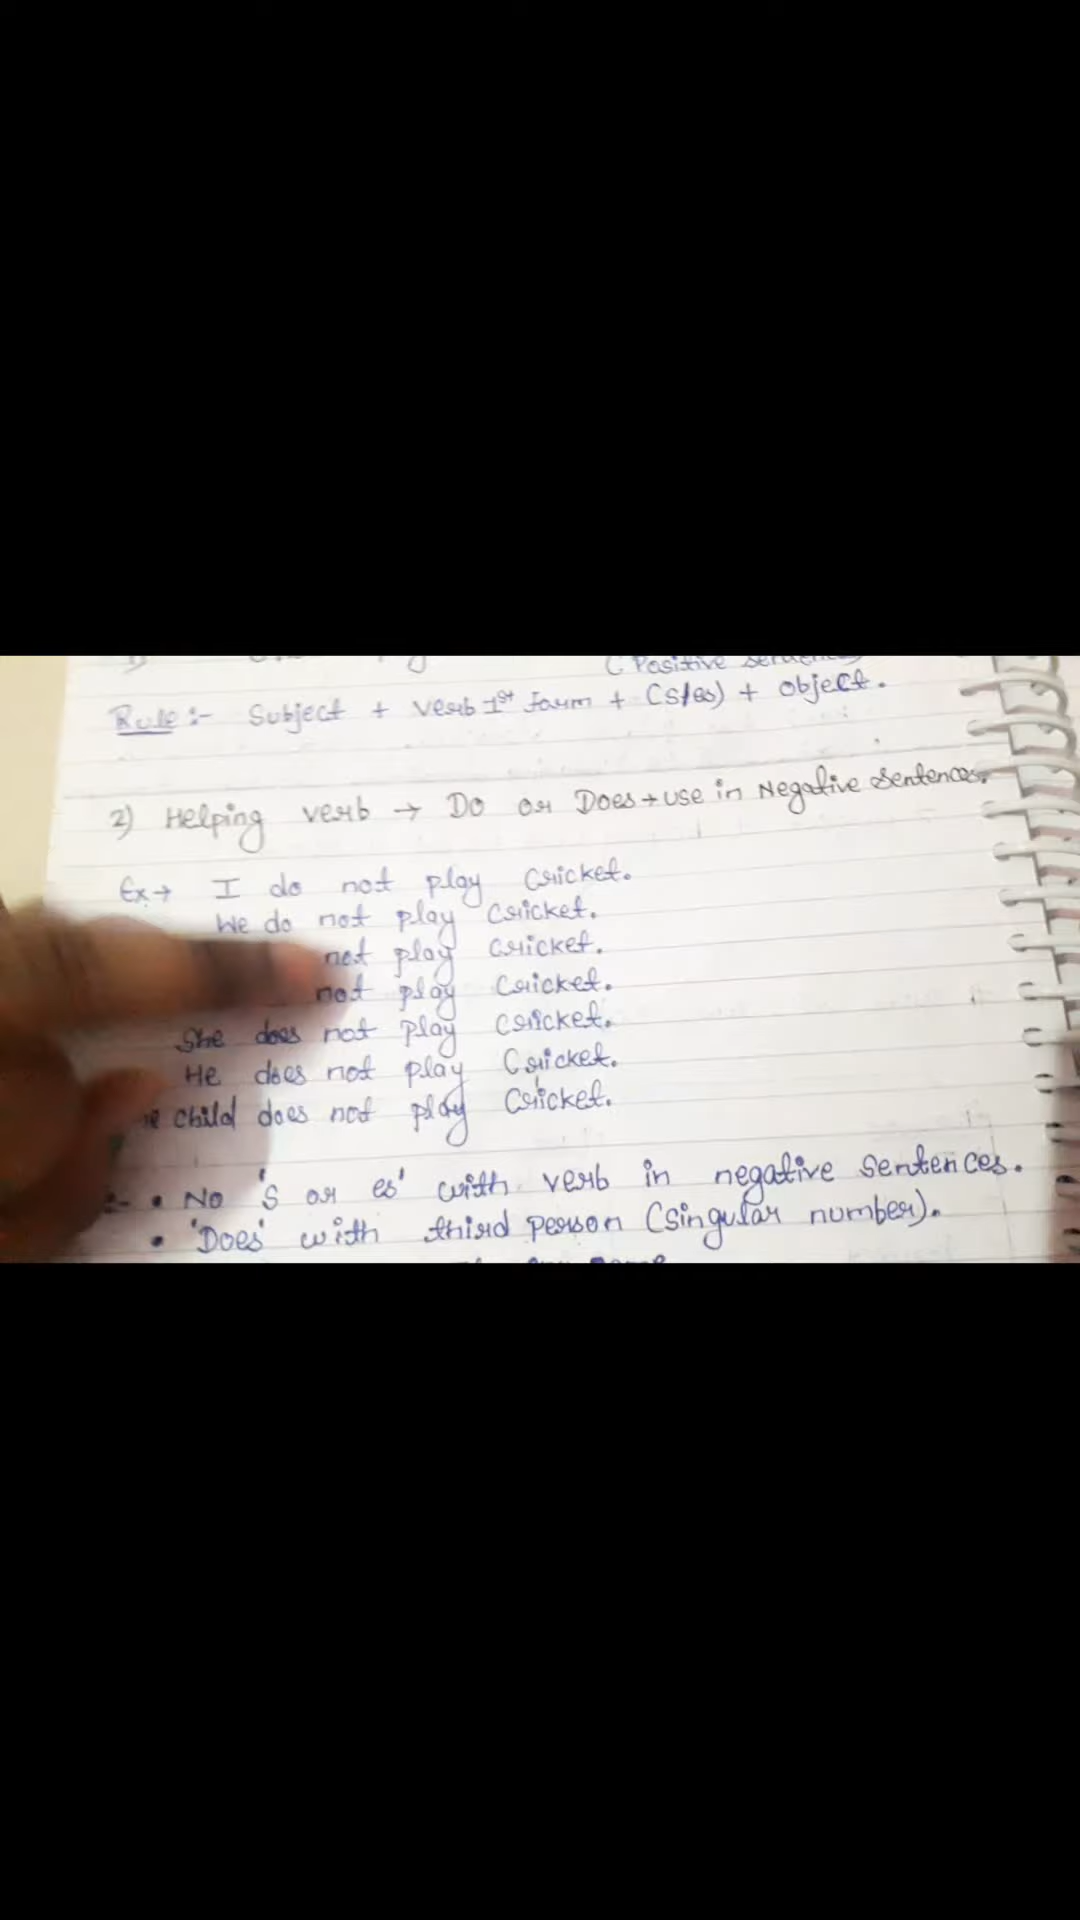 (Positive sentences
Rule:- Subject + verb 1st form + (s/es) + object.
2) Helping verb → Do or Does → use in Negative sentences.
Ex → I do not play cricket.
We do not play cricket.
not play cricket.
not play cricket.
She does not play cricket.
He does not play cricket.
child does not play cricket.
• No 's or es' with verb in negative sentences.
• 'Does' with third person (singular number).